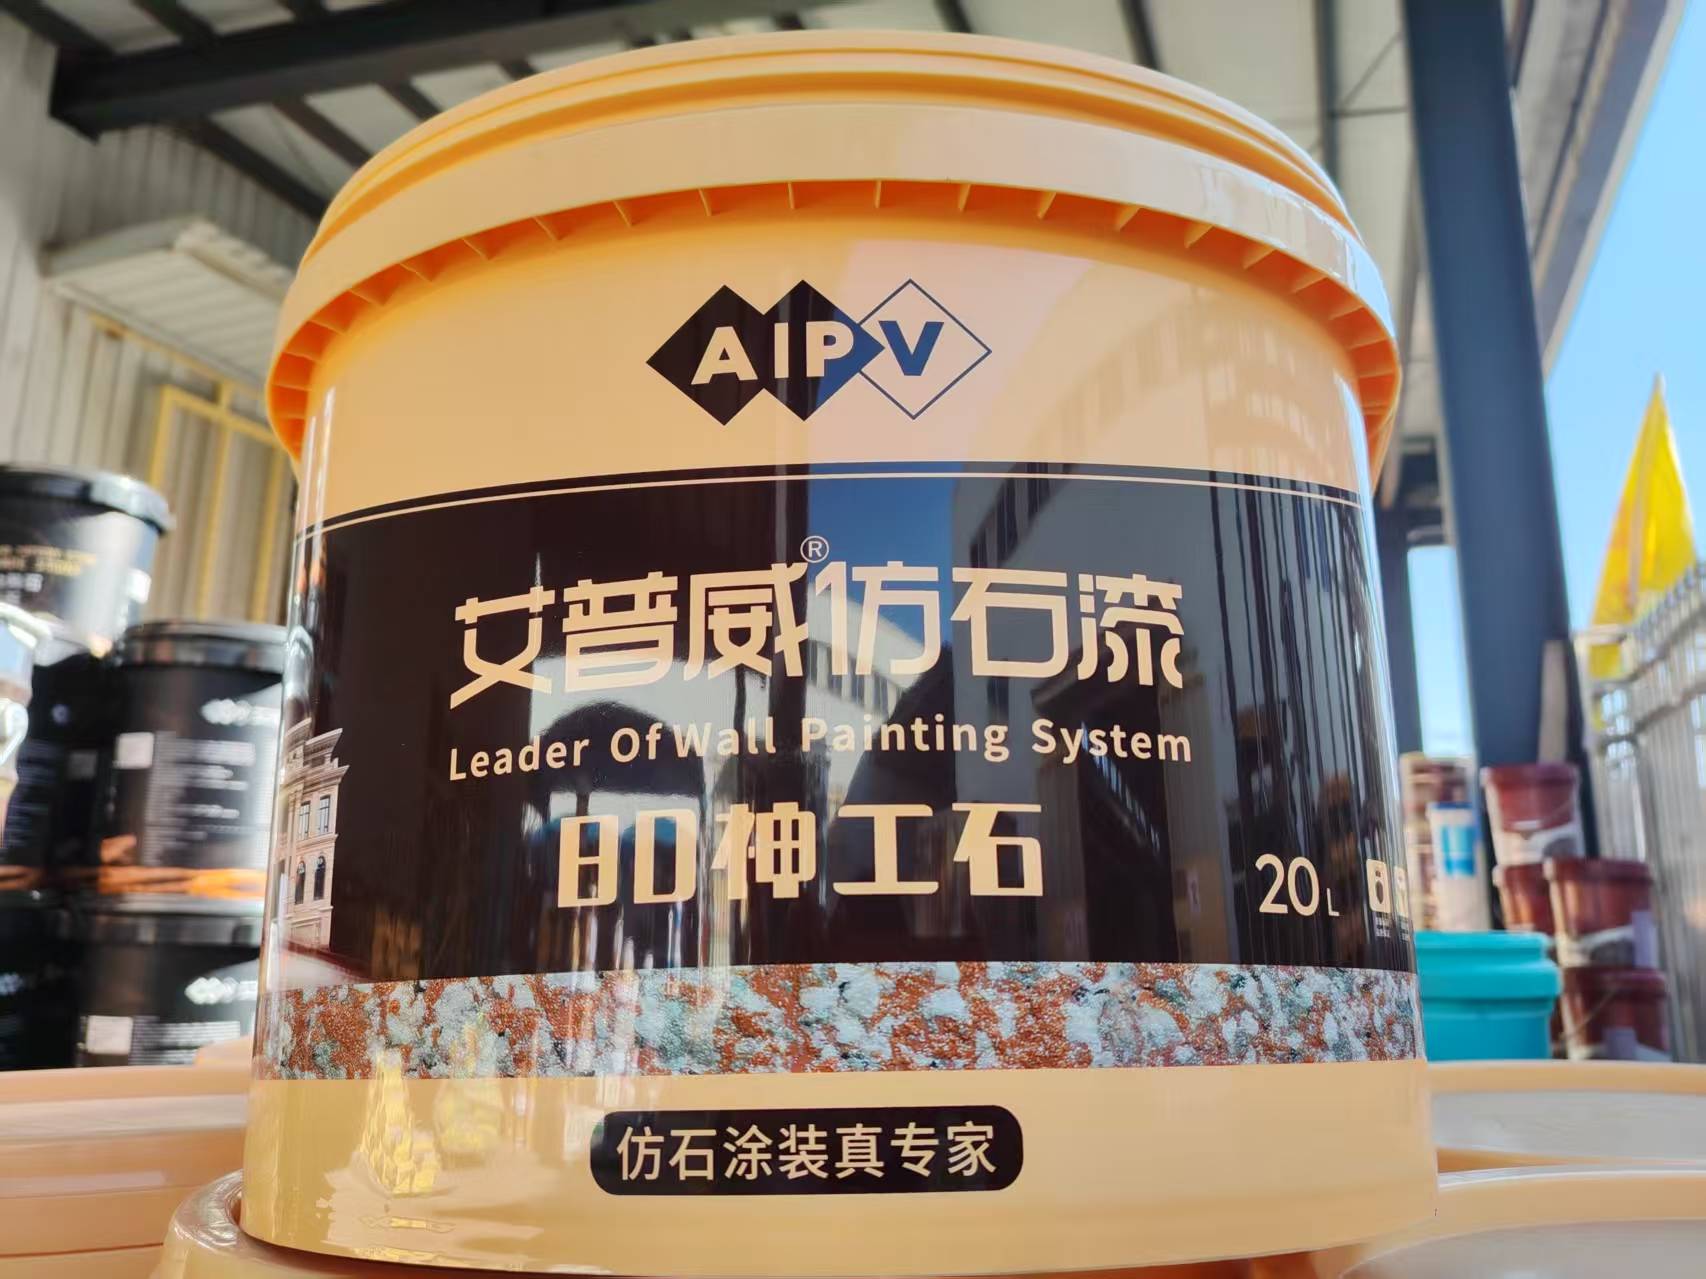 AIPV
艾普威®仿石漆
Leader Of Wall Painting System
8D神工石
20L
仿石涂装真专家